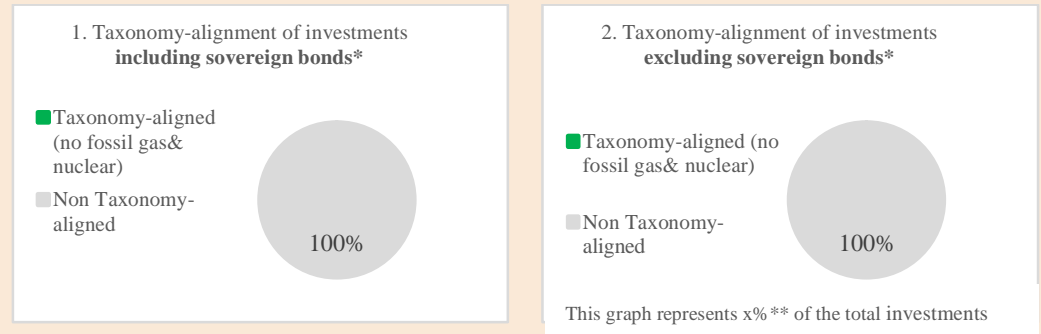 1. Taxonomy-alignment of investments
including sovereign bonds*
Taxonomy-aligned
(no fossil gas&
nuclear)
Non Taxonomy-
aligned
100%
2. Taxonomy-alignment of investments
excluding sovereign bonds*
Taxonomy-aligned (no
fossil gas& nuclear)
Non Taxonomy-
aligned
100%
This graph represents x% ** of the total investments